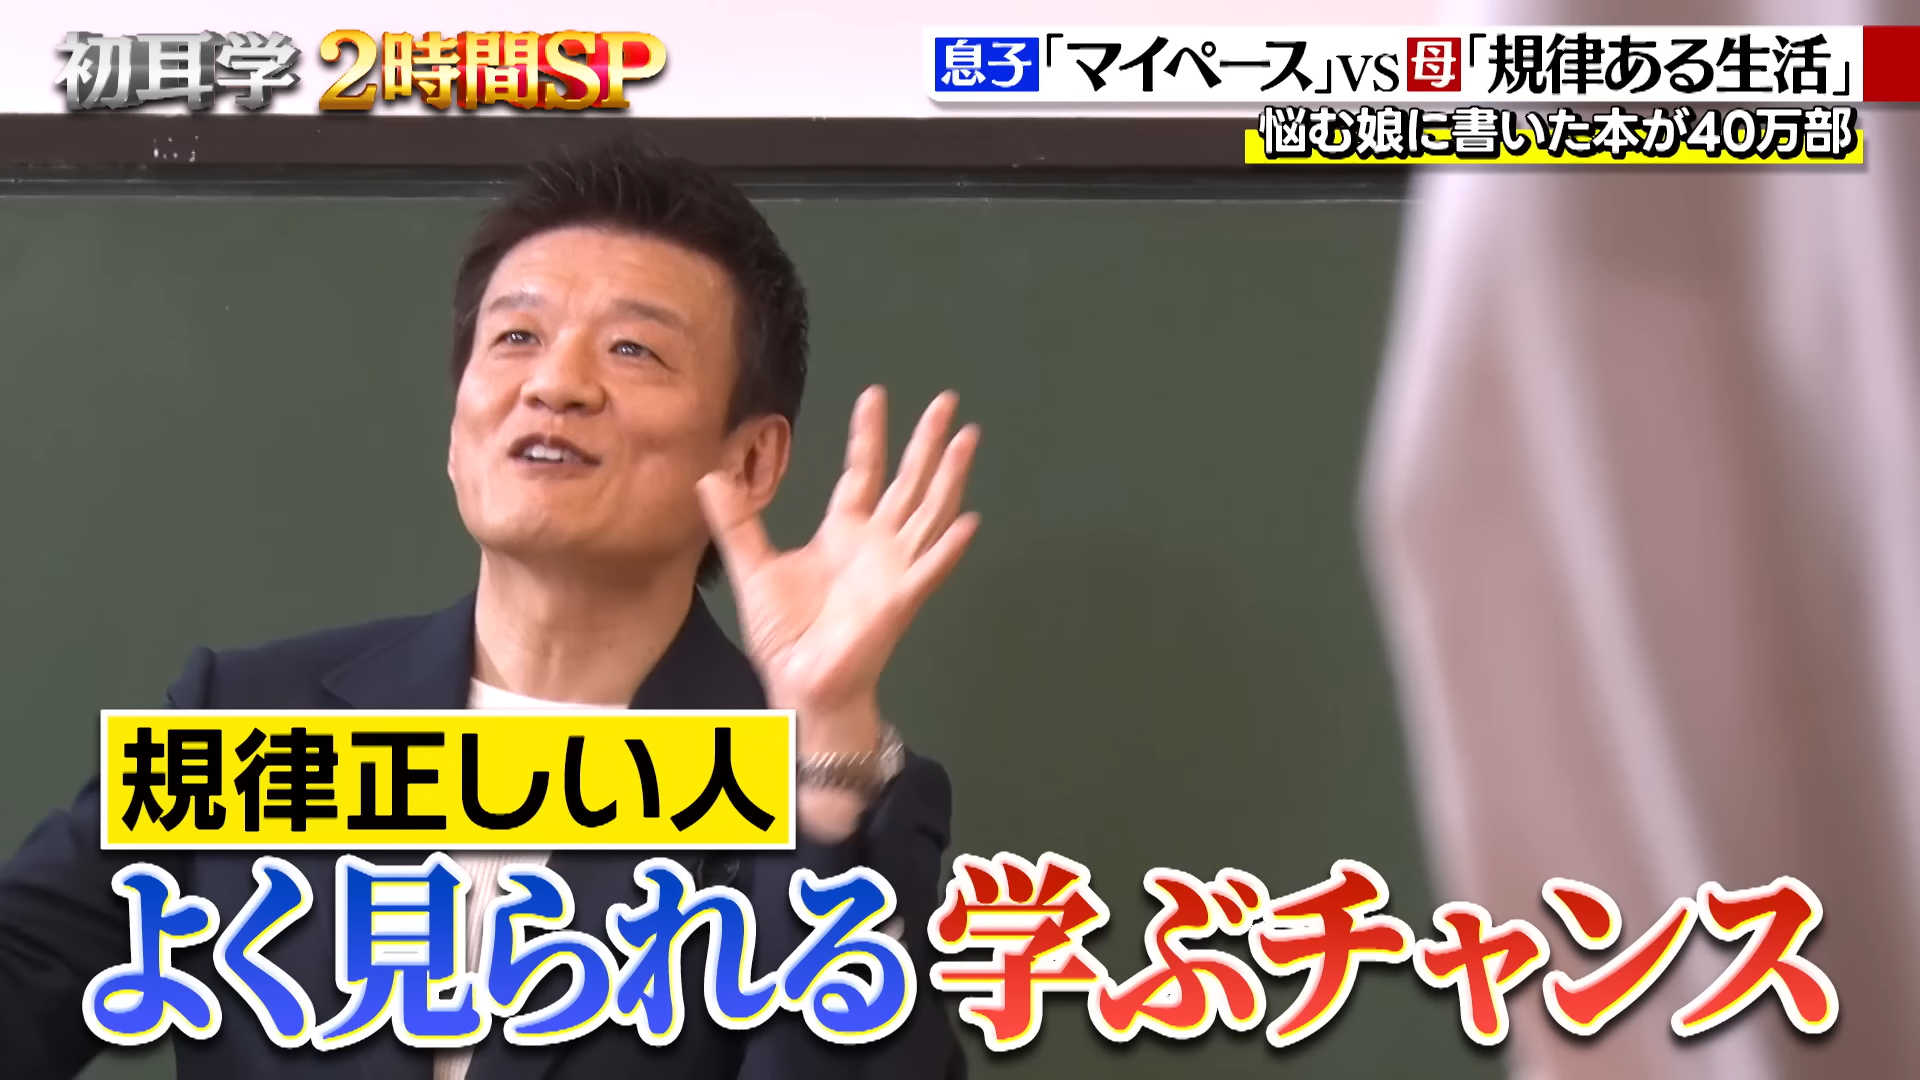 初耳学 2時間SP
息子「マイペース」VS母「規律ある生活」
悩む娘に書いた本が40万部
規律正しい人
よく見られる 学ぶチャンス